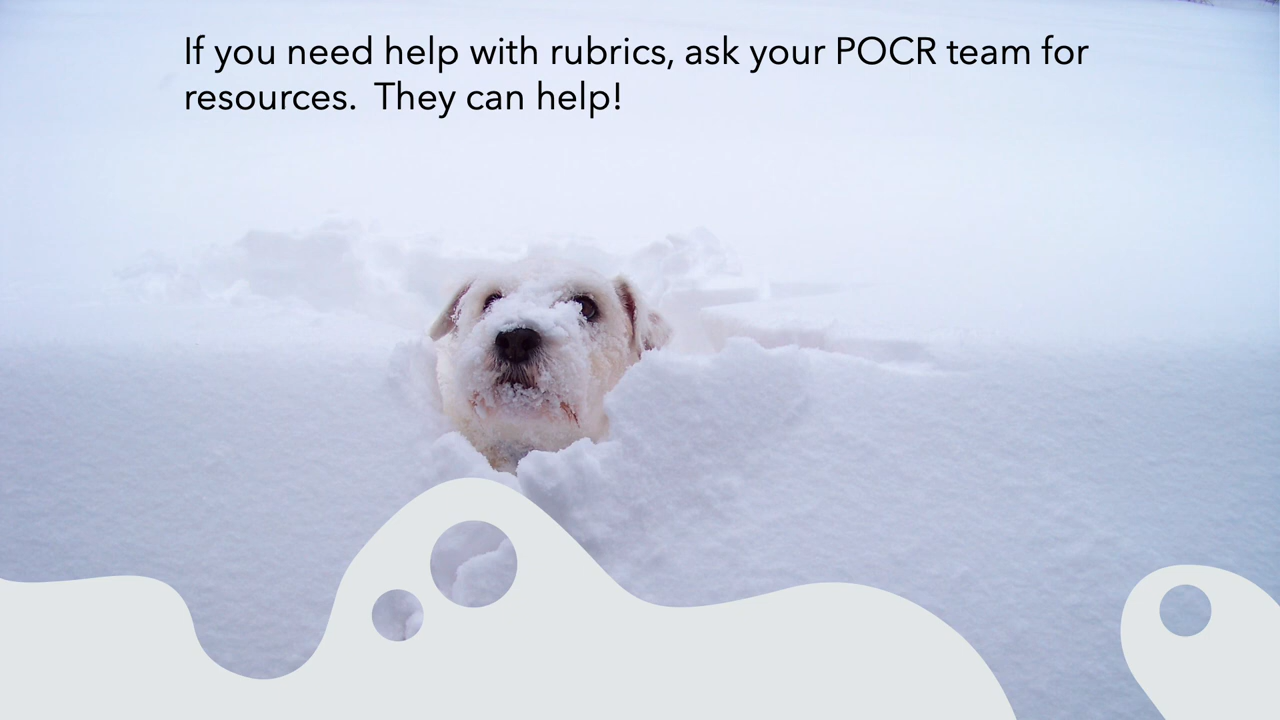 If you need help with rubrics, ask your POCR team for
resources.  They can help!